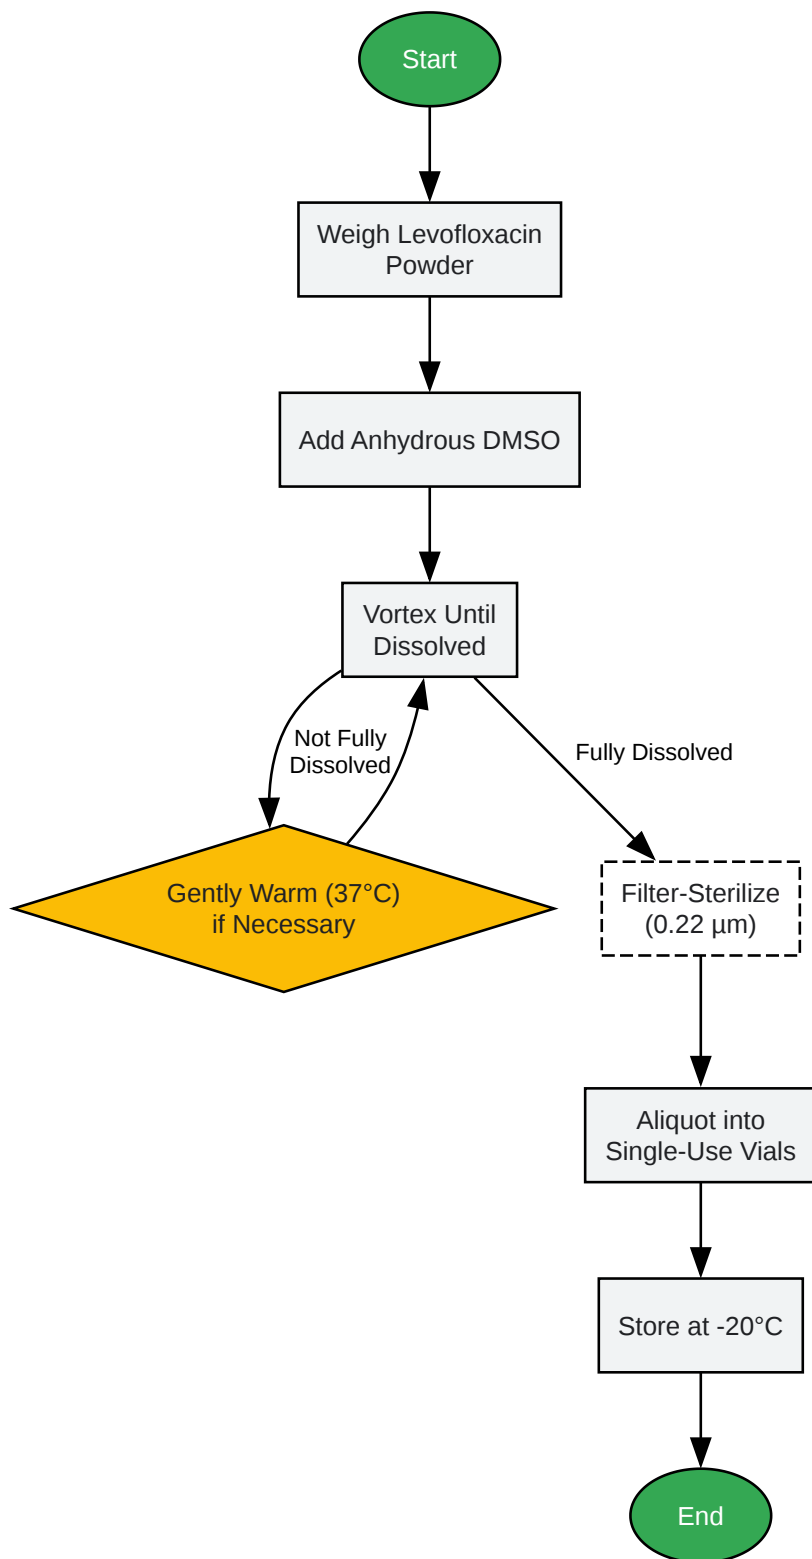 Start
Weigh Levofloxacin
Powder
Add Anhydrous DMSO
Vortex Until
Dissolved
Not Fully
Dissolved
Fully Dissolved
Gently Warm (37°C)
if Necessary
Filter-Sterilize
(0.22 µm)
Aliquot into
Single-Use Vials
Store at -20°C
End